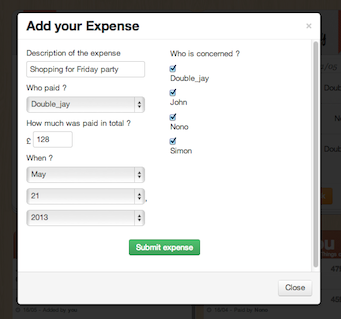 Add your Expense ×
Description of the expense
Shopping for Friday party
Who paid ?
Double_jay
How much was paid in total ?
£ 128
When ?
May
21 ,
2013
Who is concerned ?
Double_jay
John
Nono
Simon
Submit expense
Close